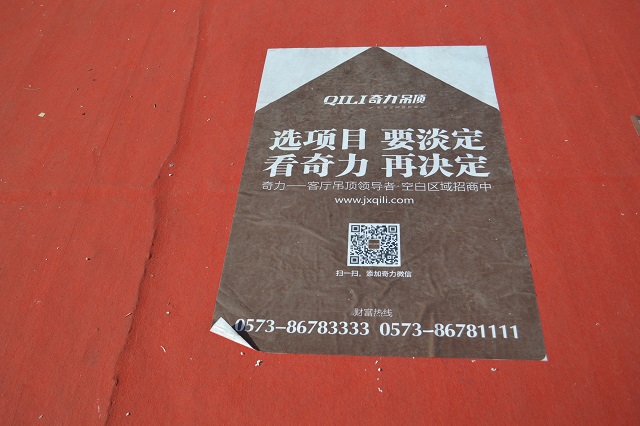 QILI奇力吊顶
选项目 要淡定
看奇力 再决定
奇力——客厅吊顶领导者·空白区域招商中
www.jxqili.com
扫一扫，添加奇力微信
财富热线
0573-86783333 0573-86781111